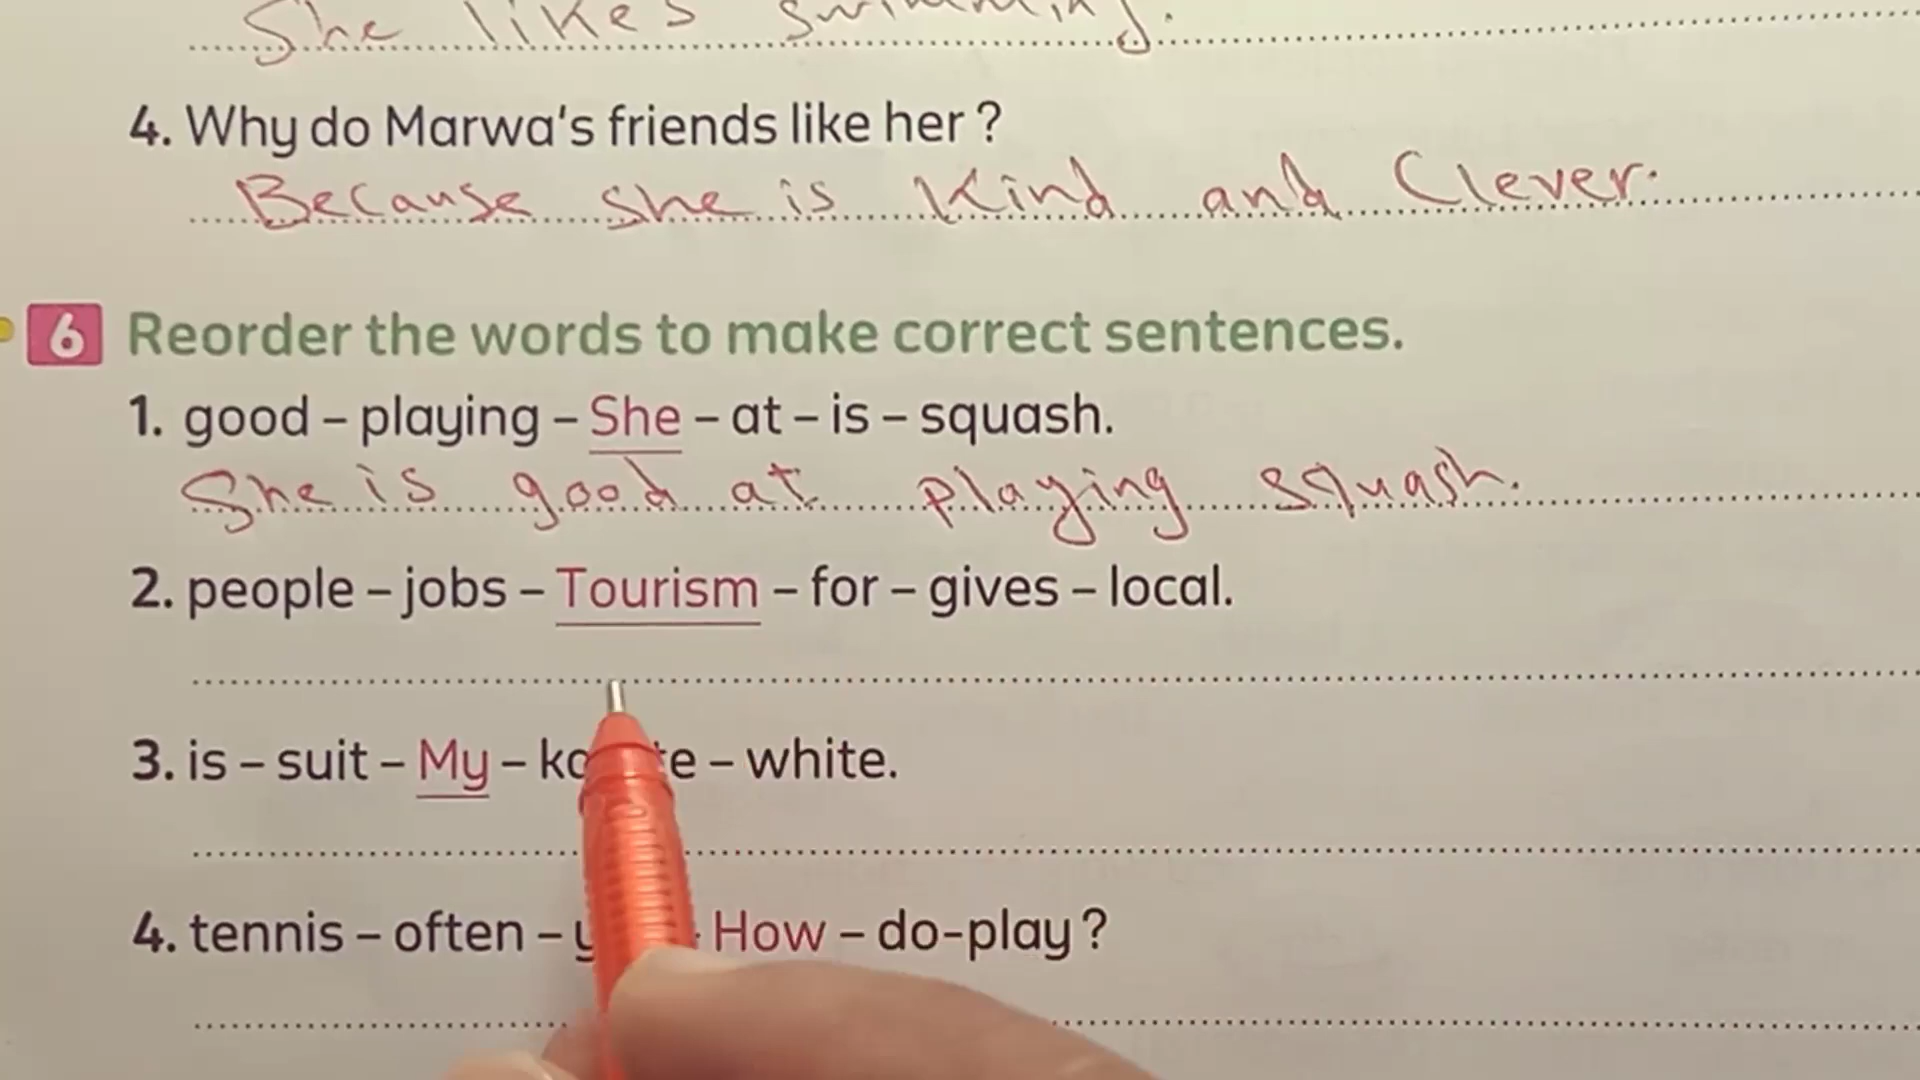 She likes swimming.
4. Why do Marwa's friends like her ?
Because she is Kind and Clever.
6 Reorder the words to make correct sentences.
1. good – playing – She – at – is – squash.
She is good at playing squash.
2. people – jobs – Tourism – for – gives – local.
3. is – suit – My – – white.
4. tennis – often – – How – do-play ?